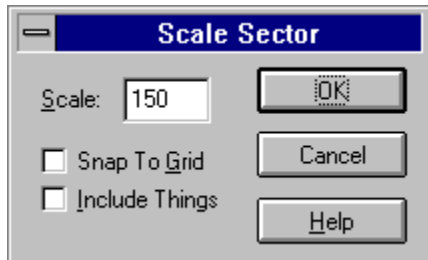 Scale Sector
Scale: 150
OK
Snap To Grid
Cancel
Include Things
Help